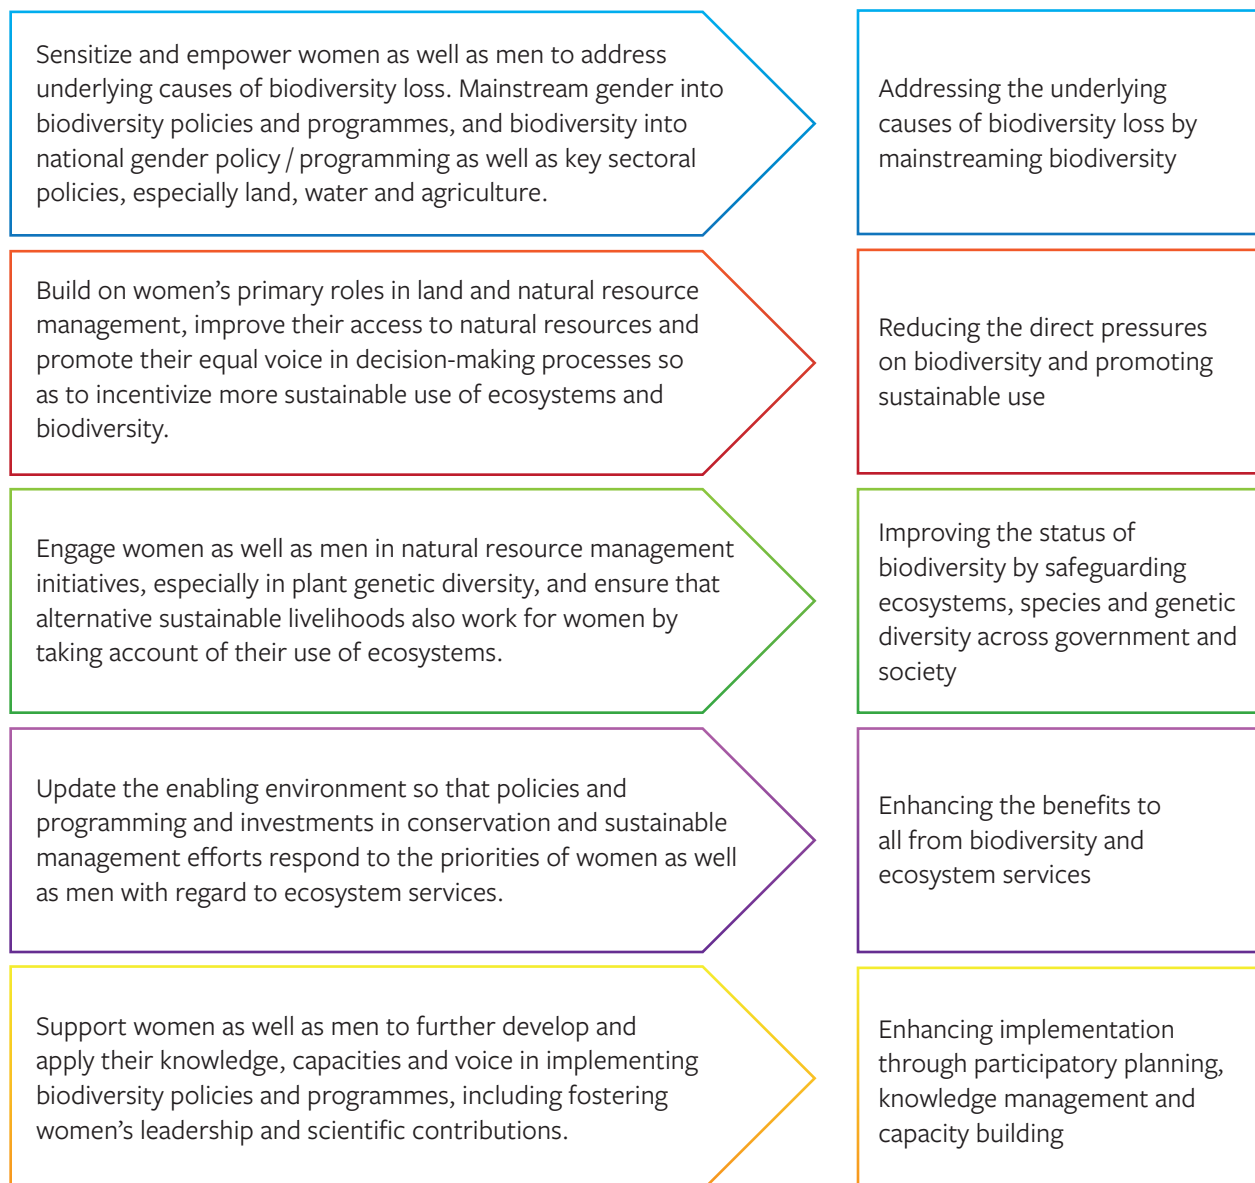 Sensitize and empower women as well as men to address
underlying causes of biodiversity loss. Mainstream gender into
biodiversity policies and programmes, and biodiversity into
national gender policy / programming as well as key sectoral
policies, especially land, water and agriculture.
Addressing the underlying
causes of biodiversity loss by
mainstreaming biodiversity
Build on women’s primary roles in land and natural resource
management, improve their access to natural resources and
promote their equal voice in decision-making processes so
as to incentivize more sustainable use of ecosystems and
biodiversity.
Reducing the direct pressures
on biodiversity and promoting
sustainable use
Engage women as well as men in natural resource management
initiatives, especially in plant genetic diversity, and ensure that
alternative sustainable livelihoods also work for women by
taking account of their use of ecosystems.
Improving the status of
biodiversity by safeguarding
ecosystems, species and genetic
diversity across government and
society
Update the enabling environment so that policies and
programming and investments in conservation and sustainable
management efforts respond to the priorities of women as well
as men with regard to ecosystem services.
Enhancing the benefits to
all from biodiversity and
ecosystem services
Support women as well as men to further develop and
apply their knowledge, capacities and voice in implementing
biodiversity policies and programmes, including fostering
women’s leadership and scientific contributions.
Enhancing implementation
through participatory planning,
knowledge management and
capacity building